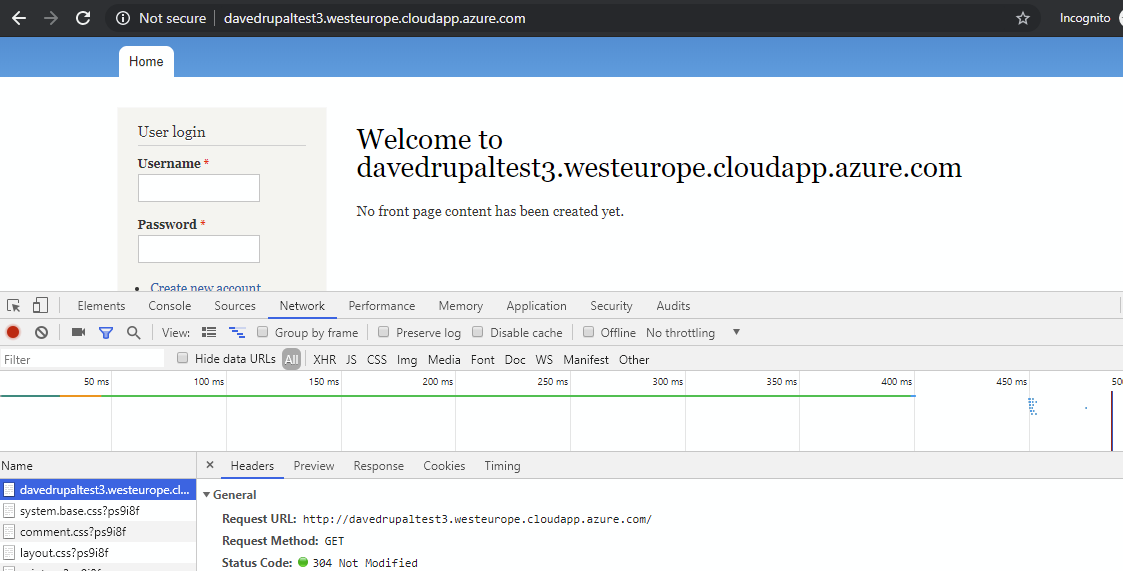 Not secure davedrupaltest3.westeurope.cloudapp.azure.com Incognito
Home
User login
Username *
Password *
Create new account
Welcome to
davedrupaltest3.westeurope.cloudapp.azure.com
No front page content has been created yet.
Elements Console Sources Network Performance Memory Application Security Audits
View: Group by frame Preserve log Disable cache Offline No throttling
Filter Hide data URLs All XHR JS CSS Img Media Font Doc WS Manifest Other
50 ms 100 ms 150 ms 200 ms 250 ms 300 ms 350 ms 400 ms 450 ms
Name
davedrupaltest3.westeurope.cl...
system.base.css?ps9i8f
comment.css?ps9i8f
layout.css?ps9i8f
Headers Preview Response Cookies Timing
General
Request URL: http://davedrupaltest3.westeurope.cloudapp.azure.com/
Request Method: GET
Status Code: 304 Not Modified